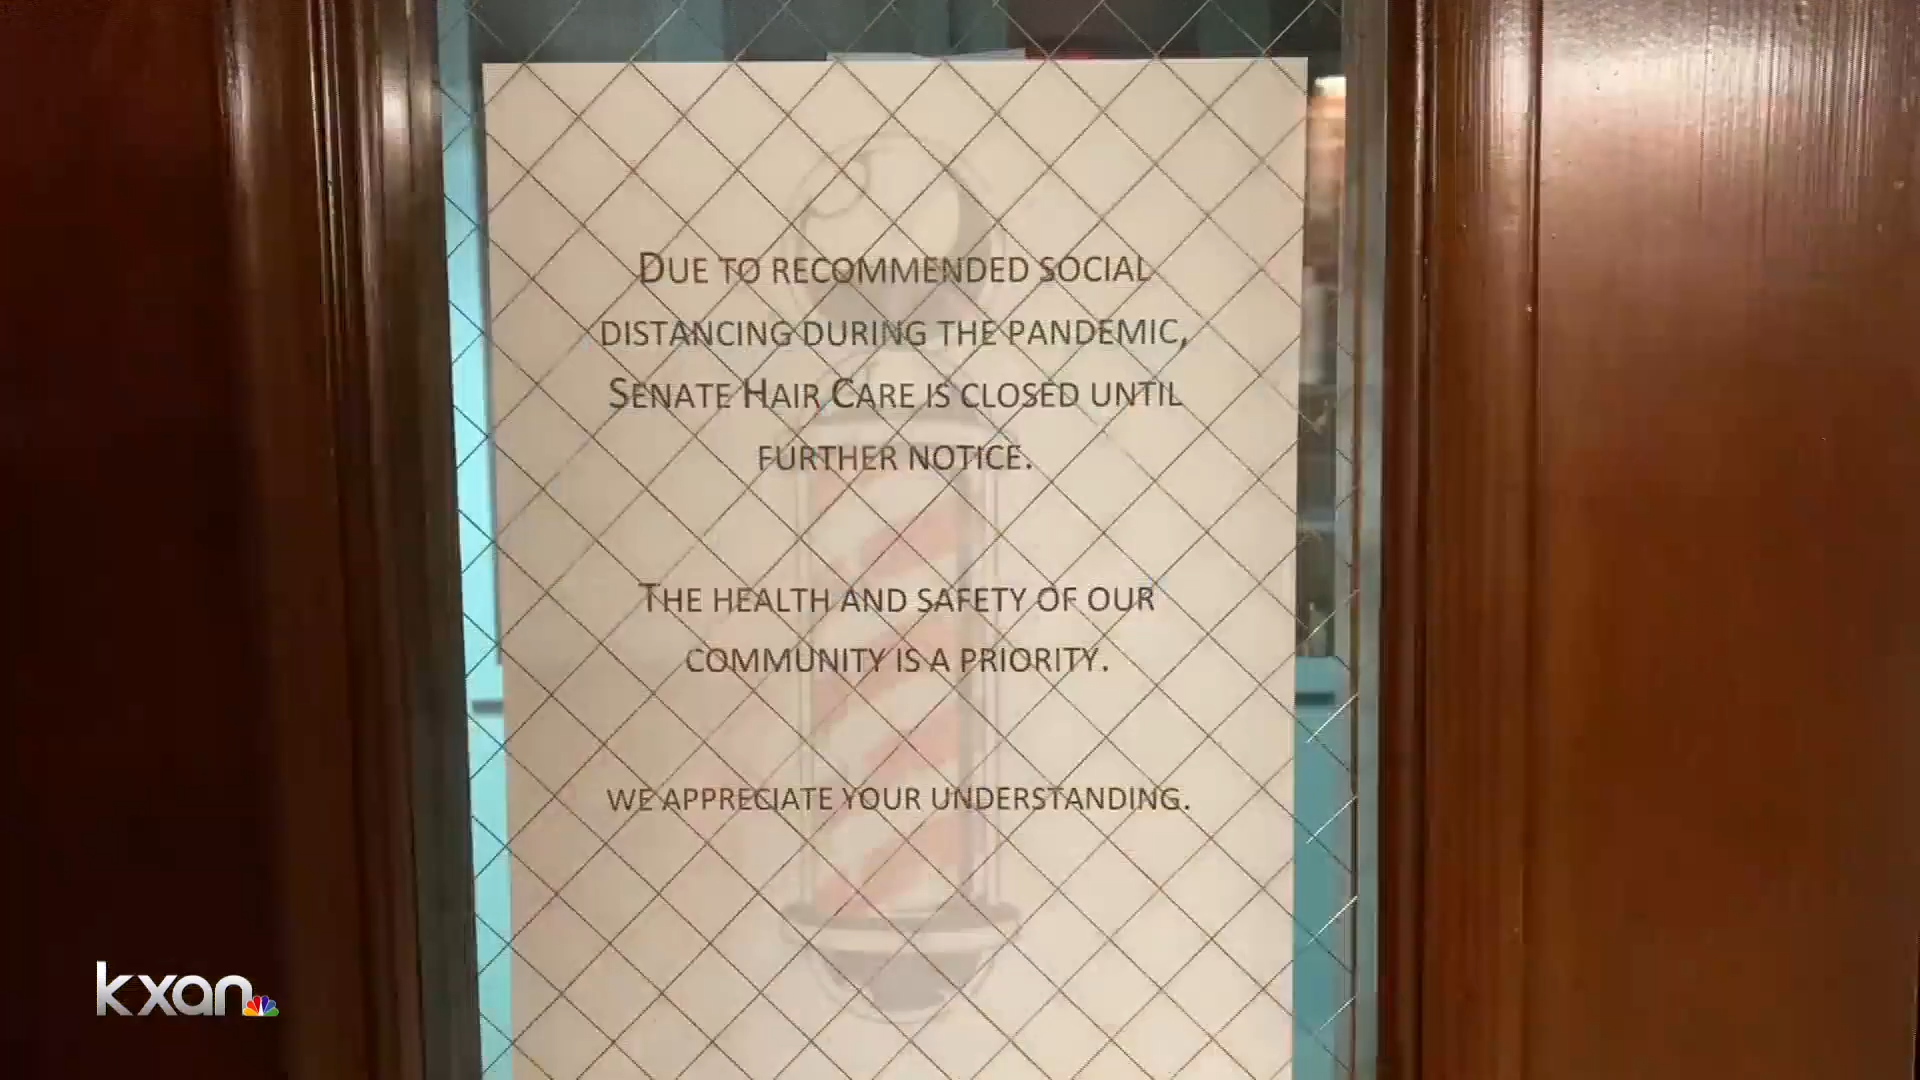 DUE TO RECOMMENDED SOCIAL
DISTANCING DURING THE PANDEMIC,
SENATE HAIR CARE IS CLOSED UNTIL
FURTHER NOTICE.
THE HEALTH AND SAFETY OF OUR
COMMUNITY IS A PRIORITY.
WE APPRECIATE YOUR UNDERSTANDING.
kxan